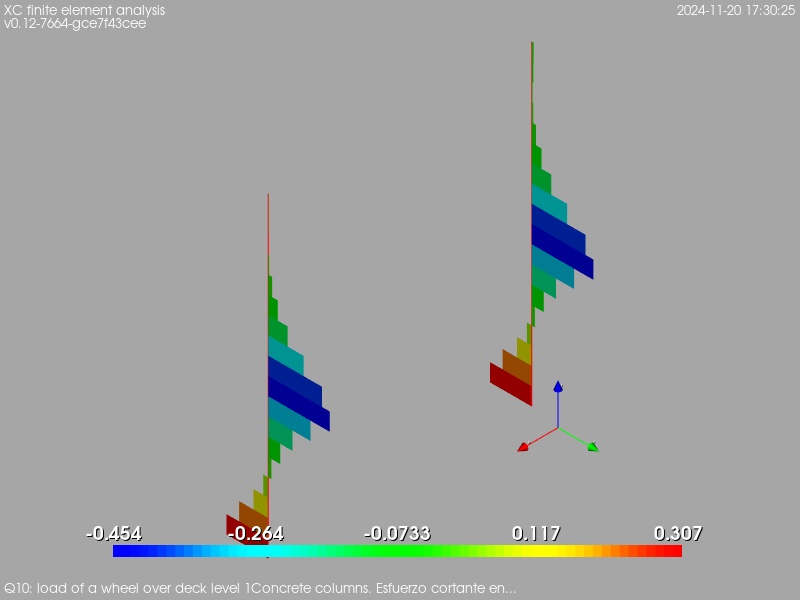 XC finite element analysis
v0.12-7664-gce7f43cee
2024-11-20 17:30:25
-0.454 -0.264 -0.0733 0.117 0.307
Q10: load of a wheel over deck level 1Concrete columns. Esfuerzo cortante en...